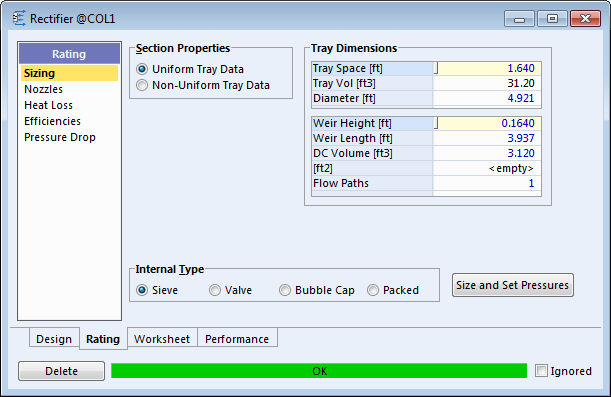 Rectifier @COL1
Rating
Sizing
Nozzles
Heat Loss
Efficiencies
Pressure Drop
Section Properties
Uniform Tray Data
Non-Uniform Tray Data
Tray Dimensions
Tray Space [ft] 1.640
Tray Vol [ft3] 31.20
Diameter [ft] 4.921
Weir Height [ft] 0.1640
Weir Length [ft] 3.937
DC Volume [ft3] 3.120
[ft2] <empty>
Flow Paths 1
Internal Type
Sieve Valve Bubble Cap Packed
Size and Set Pressures
Design Rating Worksheet Performance
Delete OK Ignored